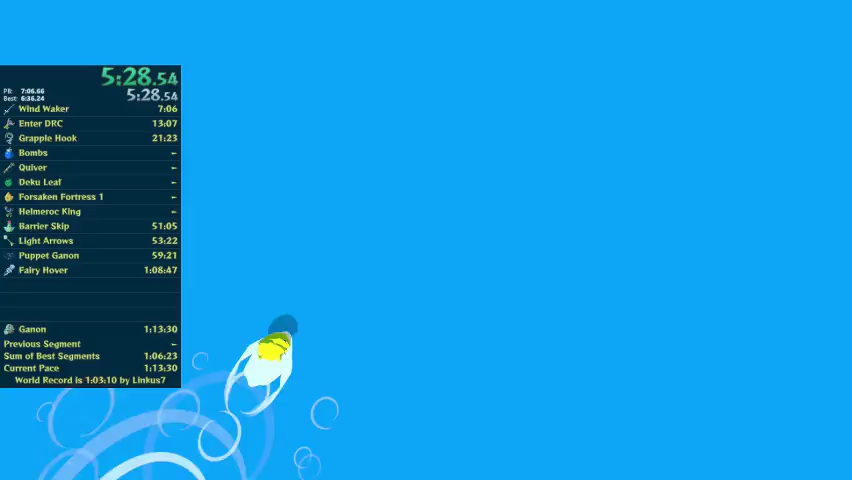 5:28.54
PB: 7:06.66
Best: 6:36.24
5:28.54
Wind Waker 7:06
Enter DRC 13:07
Grapple Hook 21:23
Bombs -
Quiver -
Deku Leaf -
Forsaken Fortress 1 -
Helmeroc King -
Barrier Skip 51:05
Light Arrows 53:22
Puppet Ganon 59:21
Fairy Hover 1:08:47
Ganon 1:13:30
Previous Segment -
Sum of Best Segments 1:06:23
Current Pace 1:13:30
World Record is 1:03:10 by Linkus7